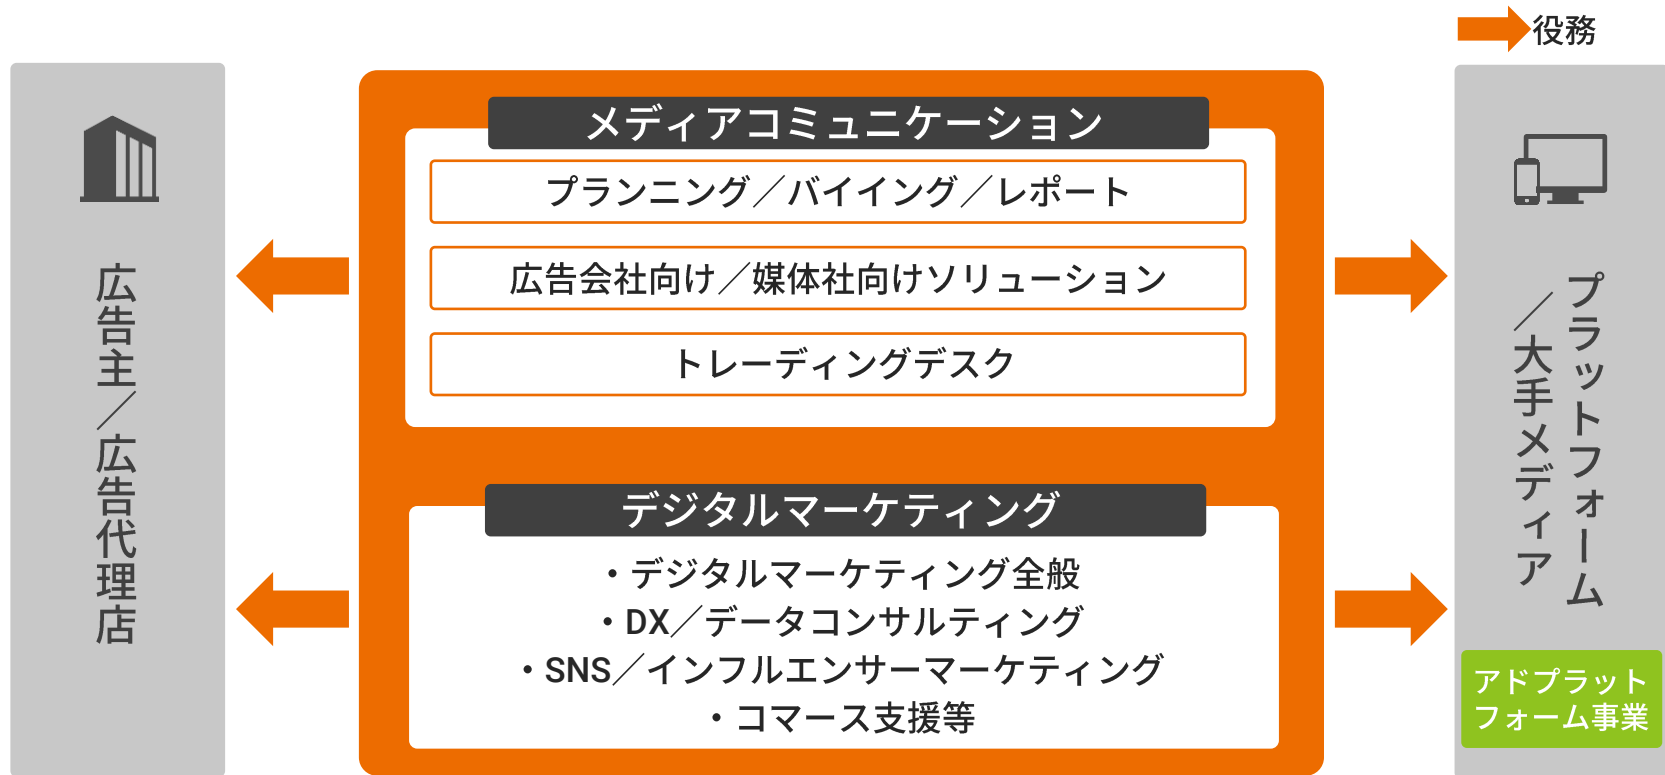 役務
広告主／広告代理店
メディアコミュニケーション
プランニング／バイイング／レポート
広告会社向け／媒体社向けソリューション
トレーディングデスク
デジタルマーケティング
・デジタルマーケティング全般
・DX／データコンサルティング
・SNS／インフルエンサーマーケティング
・コマース支援等
プラットフォーム
／大手メディア
アドプラット
フォーム事業